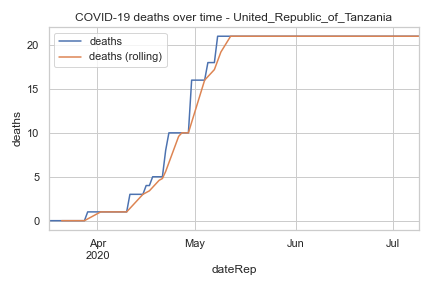 COVID-19 deaths over time - United_Republic_of_Tanzania
deaths
deaths (rolling)
20
15
10
5
0
deaths
Apr
2020
May
Jun
Jul
dateRep